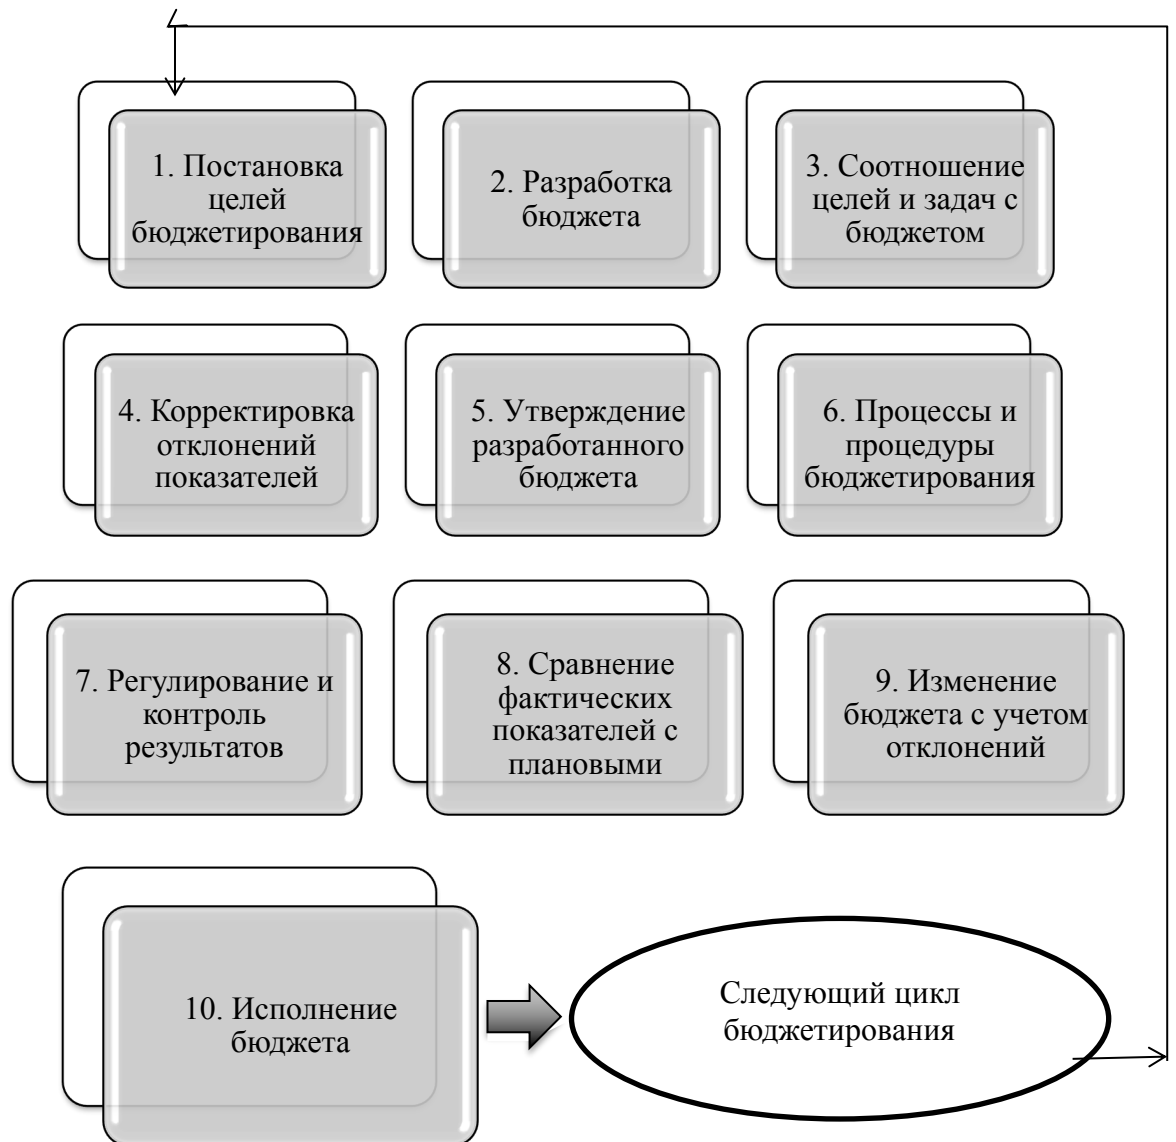 1. Постановка
целей
бюджетирования
2. Разработка
бюджета
3. Соотношение
целей и задач с
бюджетом
4. Корректировка
отклонений
показателей
5. Утверждение
разработанного
бюджета
6. Процессы и
процедуры
бюджетирования
7. Регулирование и
контроль
результатов
8. Сравнение
фактических
показателей с
плановыми
9. Изменение
бюджета с учетом
отклонений
10. Исполнение
бюджета
Следующий цикл
бюджетирования